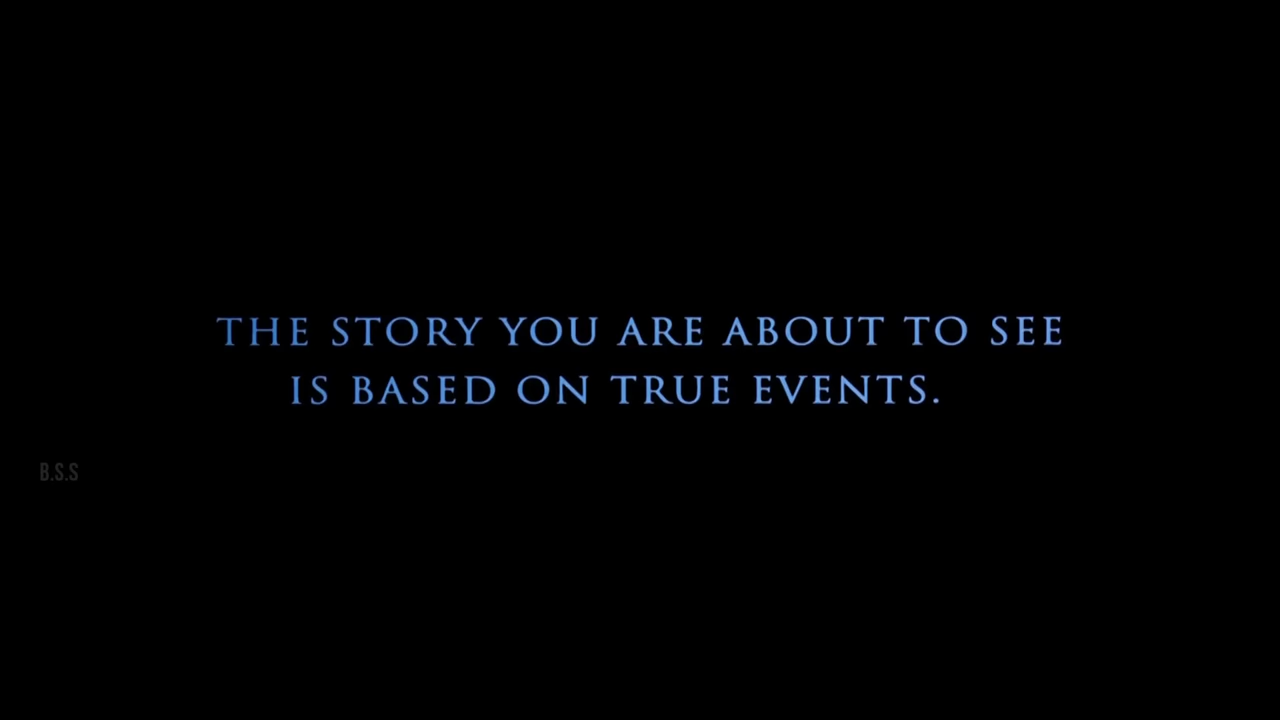 THE STORY YOU ARE ABOUT TO SEE
IS BASED ON TRUE EVENTS.
B.S.S